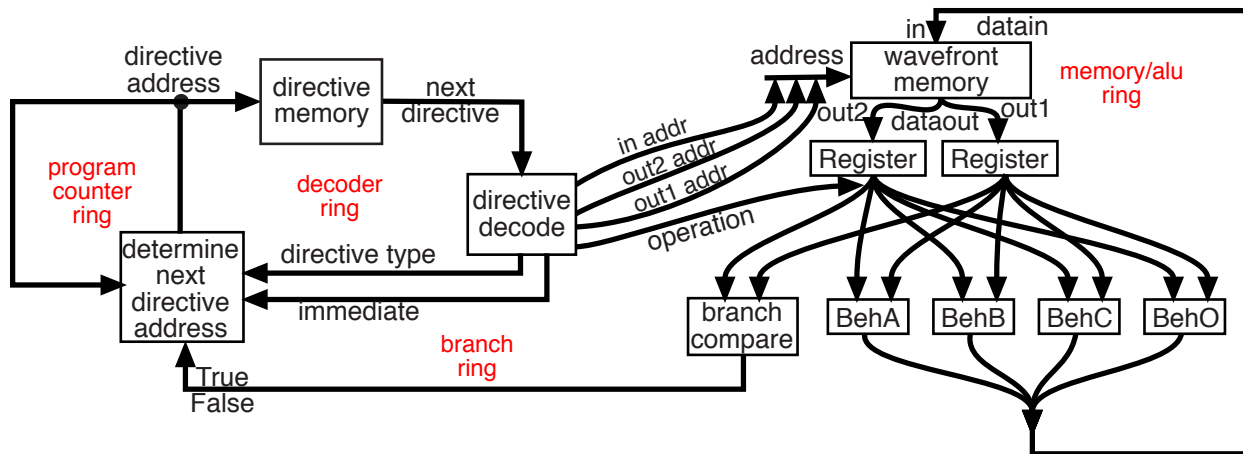 directive
address
directive
memory
next
directive
program
counter
ring
decoder
ring
determine
next
directive
address
directive
decode
directive type
immediate
True
False
branch
ring
in addr
out2 addr
out1 addr
operation
address
in
datain
wavefront
memory
memory/alu
ring
out2
dataout
out1
Register
Register
branch
compare
BehA
BehB
BehC
BehO